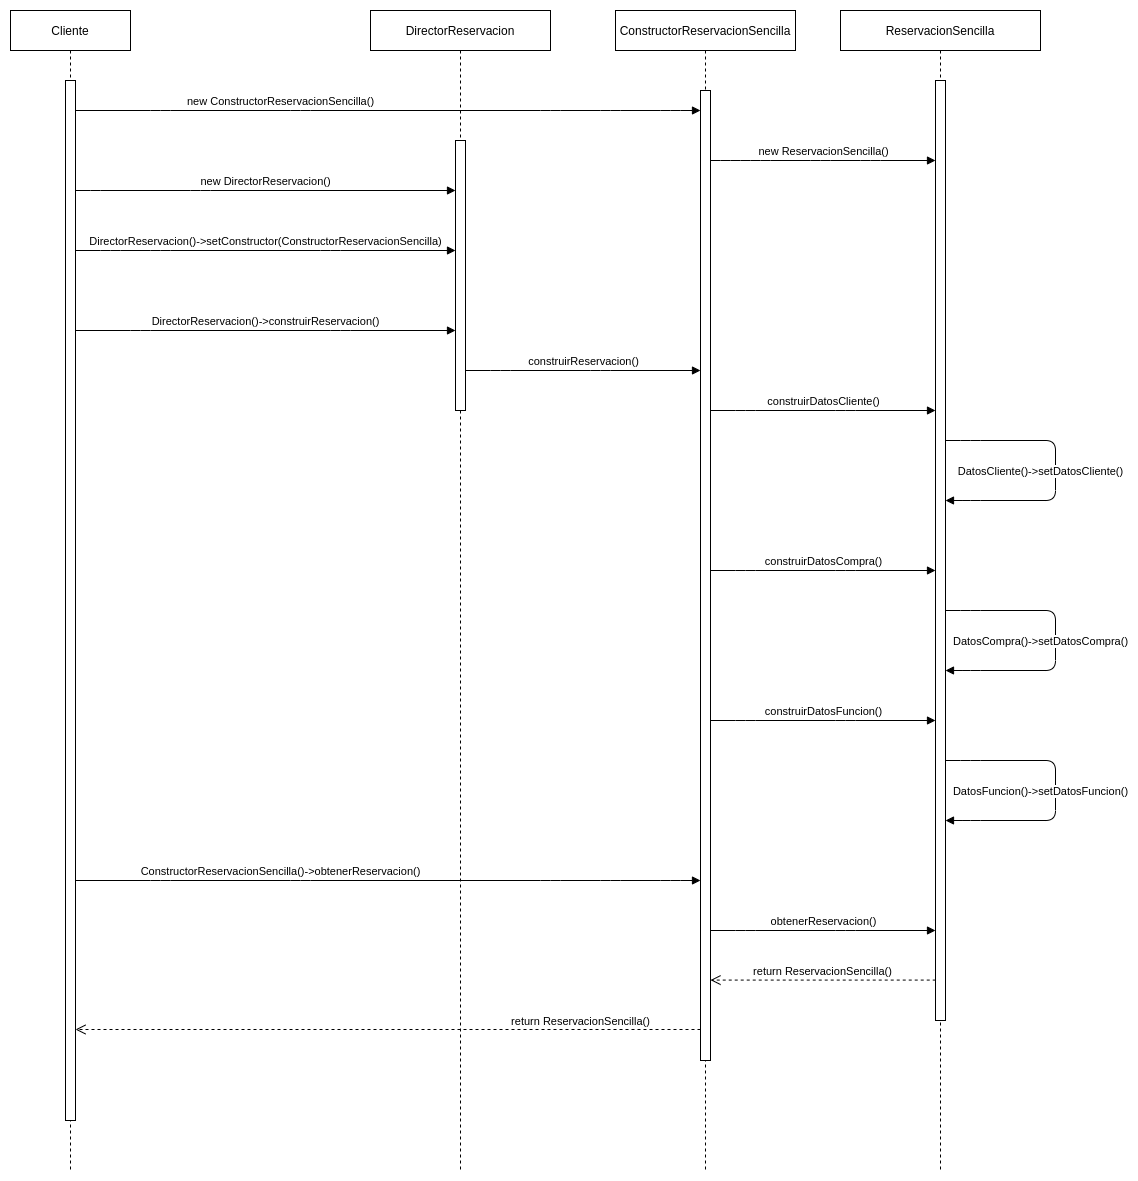 Cliente
DirectorReservacion
ConstructorReservacionSencilla
ReservacionSencilla
new ConstructorReservacionSencilla()
new ReservacionSencilla()
new DirectorReservacion()
DirectorReservacion()->setConstructor(ConstructorReservacionSencilla)
DirectorReservacion()->construirReservacion()
construirReservacion()
construirDatosCliente()
DatosCliente()->setDatosCliente()
construirDatosCompra()
DatosCompra()->setDatosCompra()
construirDatosFuncion()
DatosFuncion()->setDatosFuncion()
ConstructorReservacionSencilla()->obtenerReservacion()
obtenerReservacion()
return ReservacionSencilla()
return ReservacionSencilla()